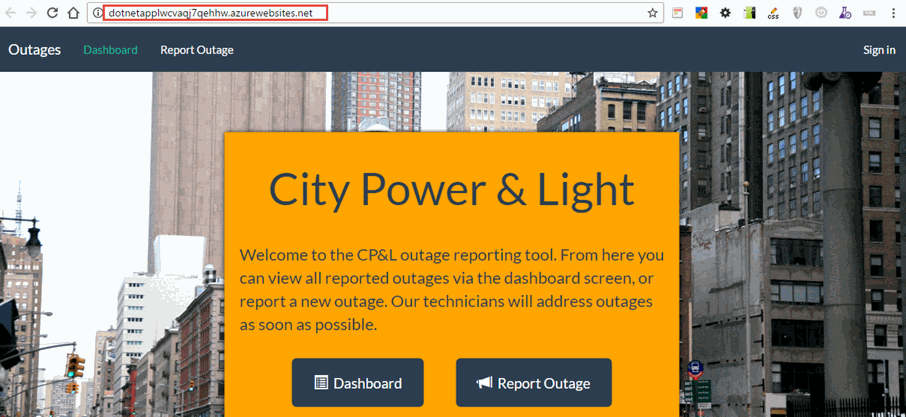 dotnetapplwcvaqj7qehhw.azurewebsites.net
Outages Dashboard Report Outage Sign in
City Power & Light
Welcome to the CP&L outage reporting tool. From here you
can view all reported outages via the dashboard screen, or
report a new outage. Our technicians will address outages
as soon as possible.
Dashboard Report Outage